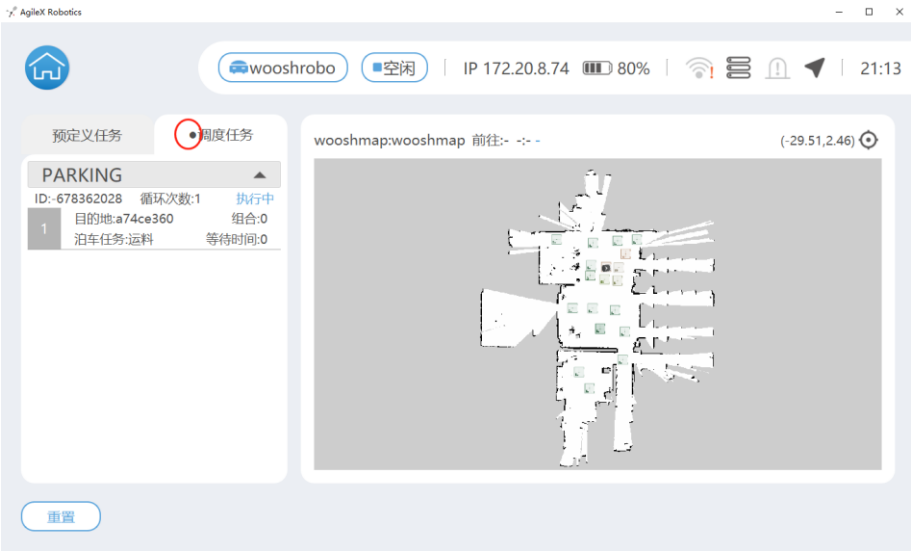 AgileX Robotics
wooshrobo 空闲 IP 172.20.8.74 80% 21:13
预定义任务 调度任务
wooshmap:wooshmap 前往:- -:- - (-29.51,2.46)
PARKING
ID:-678362028 循环次数:1 执行中
1 目的地:a74ce360 组合:0
泊车任务:运料 等待时间:0
重置